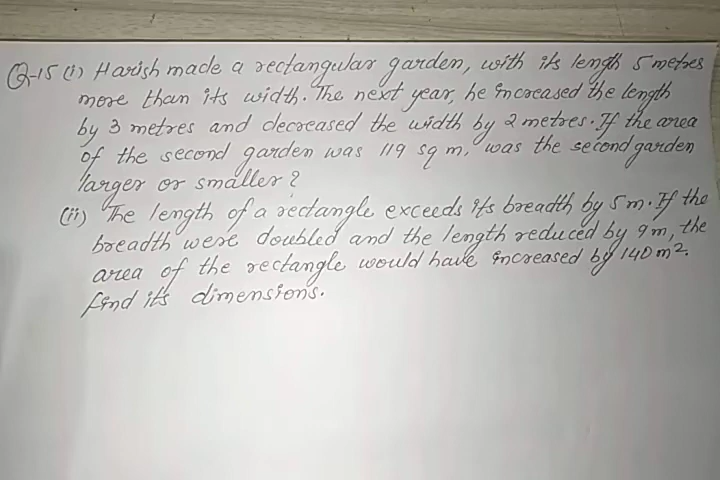 Q-15 (i) Harish made a rectangular garden, with its length 5 metres
more than its width. The next year, he increased the length
by 3 metres and decreased the width by 2 metres. If the area
of the second garden was 119 sq m, was the second garden
larger or smaller?
(ii) The length of a rectangle exceeds its breadth by 5 m. If the
breadth were doubled and the length reduced by 9 m, the
area of the rectangle would have increased by 140 m².
find its dimensions.